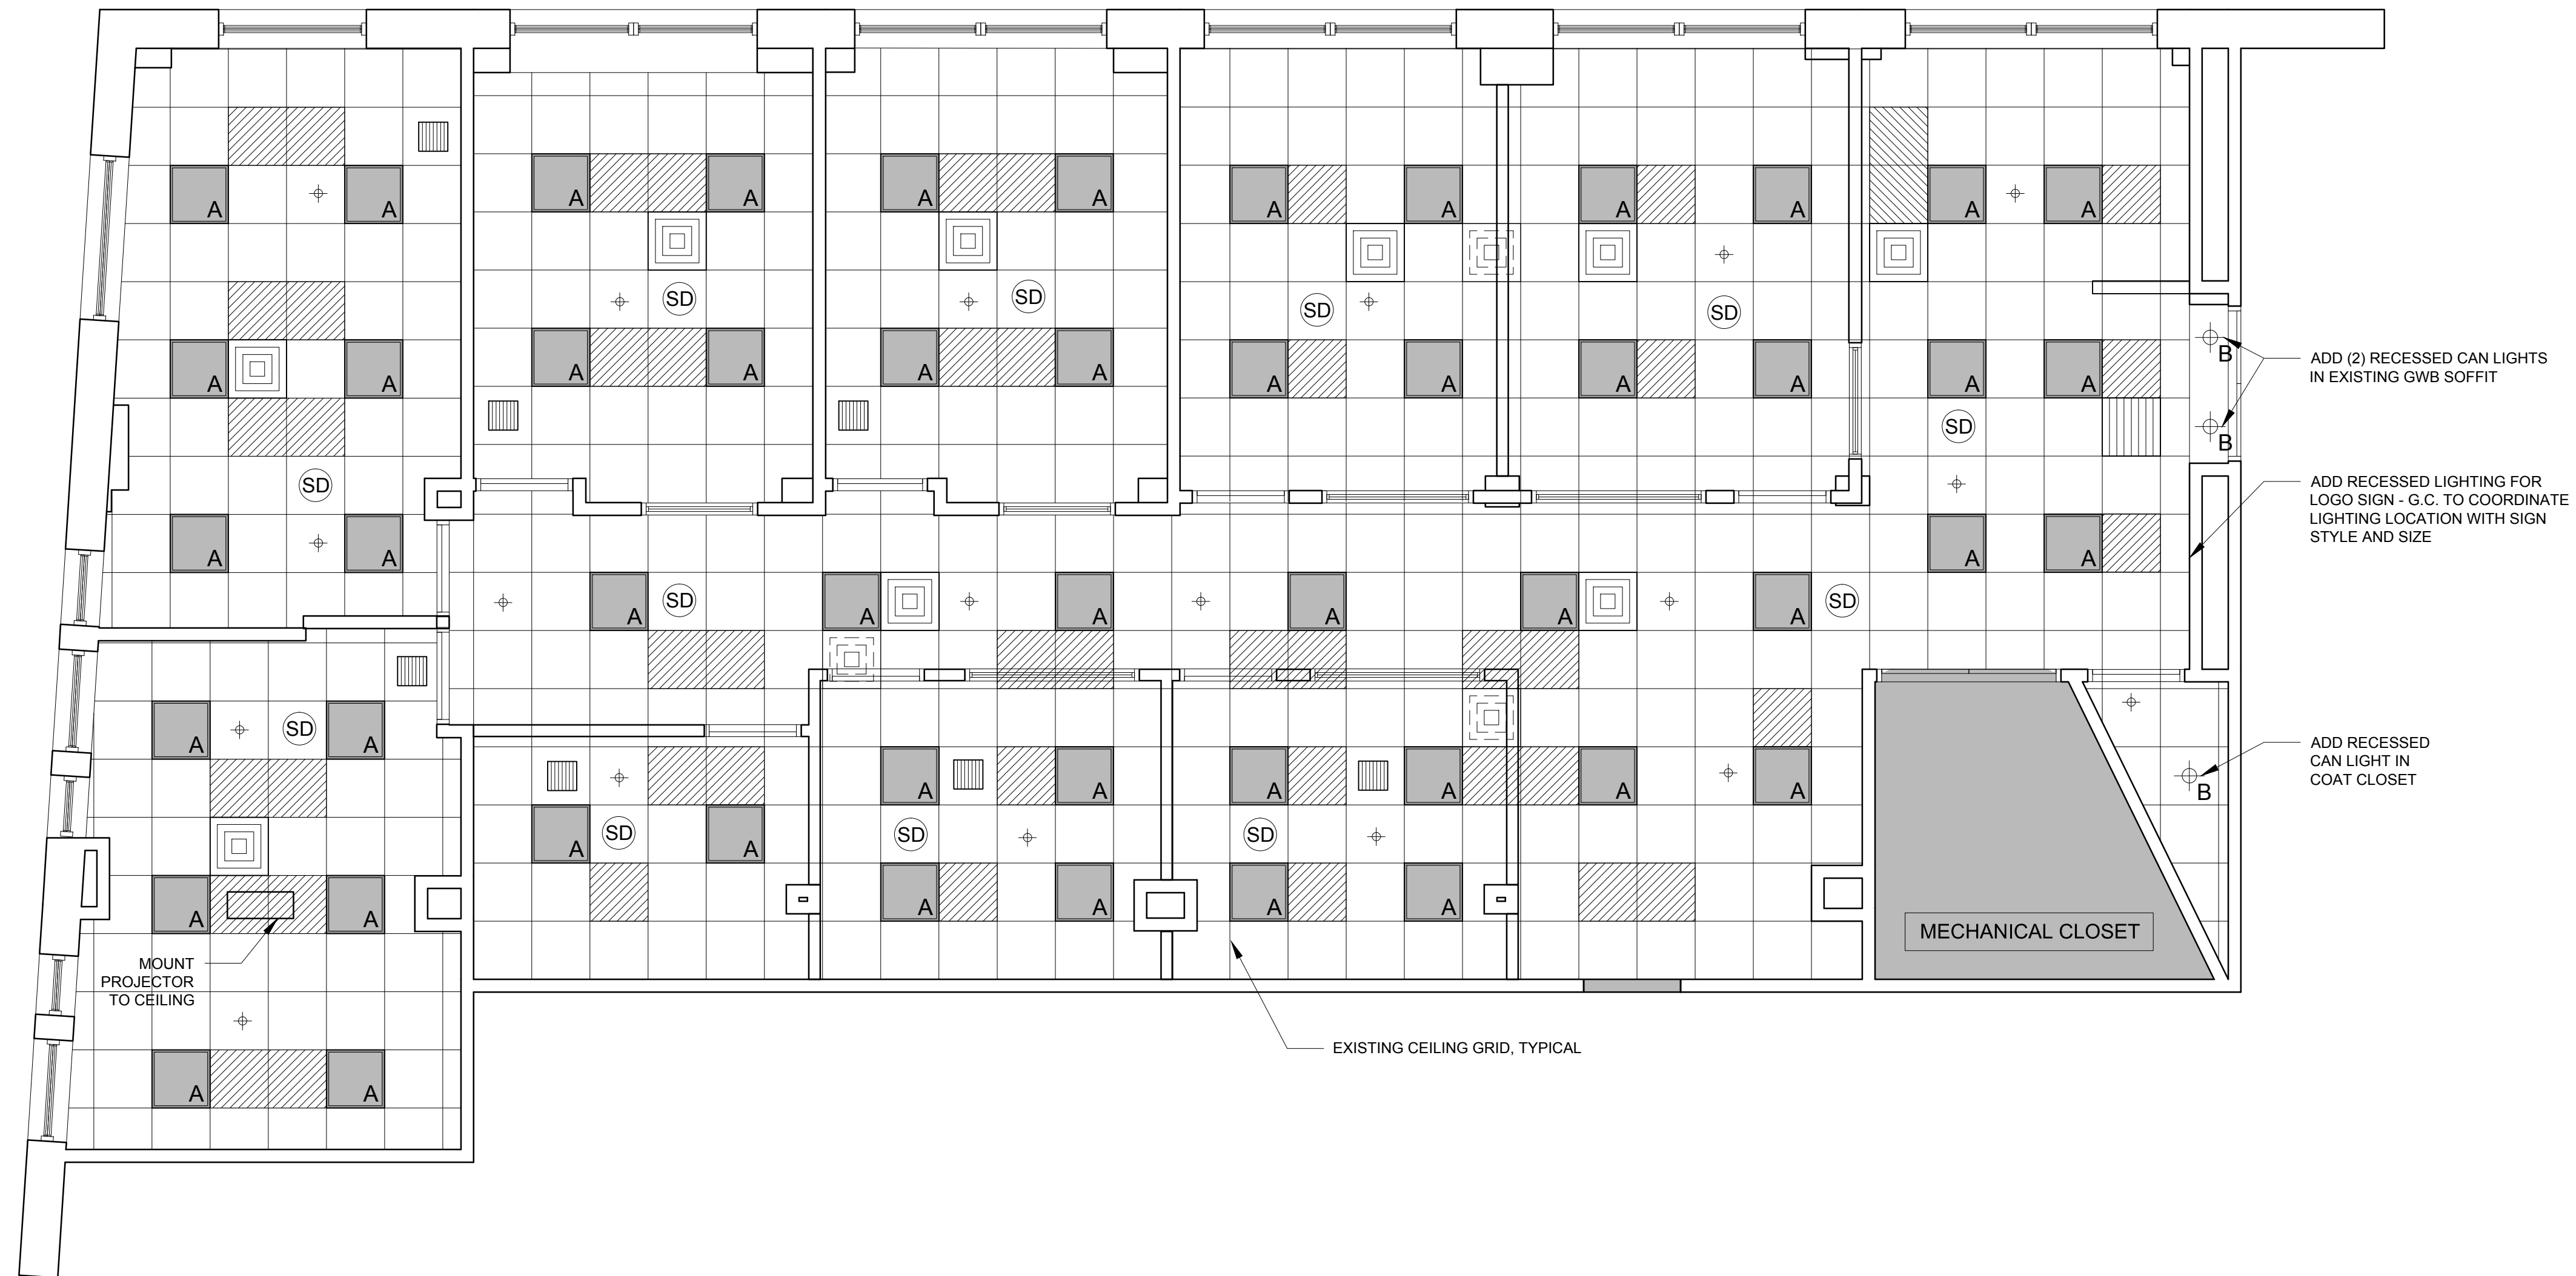 A
A
A
A
A
A
A
A
A
A
A
A
SD
SD
SD
SD
B
ADD (2) RECESSED CAN LIGHTS
IN EXISTING GWB SOFFIT
A
A
A
A
A
A
A
A
A
A
A
A
SD
B
SD
ADD RECESSED LIGHTING FOR
LOGO SIGN - G.C. TO COORDINATE
LIGHTING LOCATION WITH SIGN
STYLE AND SIZE
A
A
A
A
A
SD
A
A
A
A
A
SD
A
SD
A
ADD RECESSED
CAN LIGHT IN
COAT CLOSET
A
A
A
A
A
A
B
A
SD
A
SD
SD
A
A
A
A
A
A
MECHANICAL CLOSET
MOUNT
PROJECTOR
TO CEILING
EXISTING CEILING GRID, TYPICAL
A
A